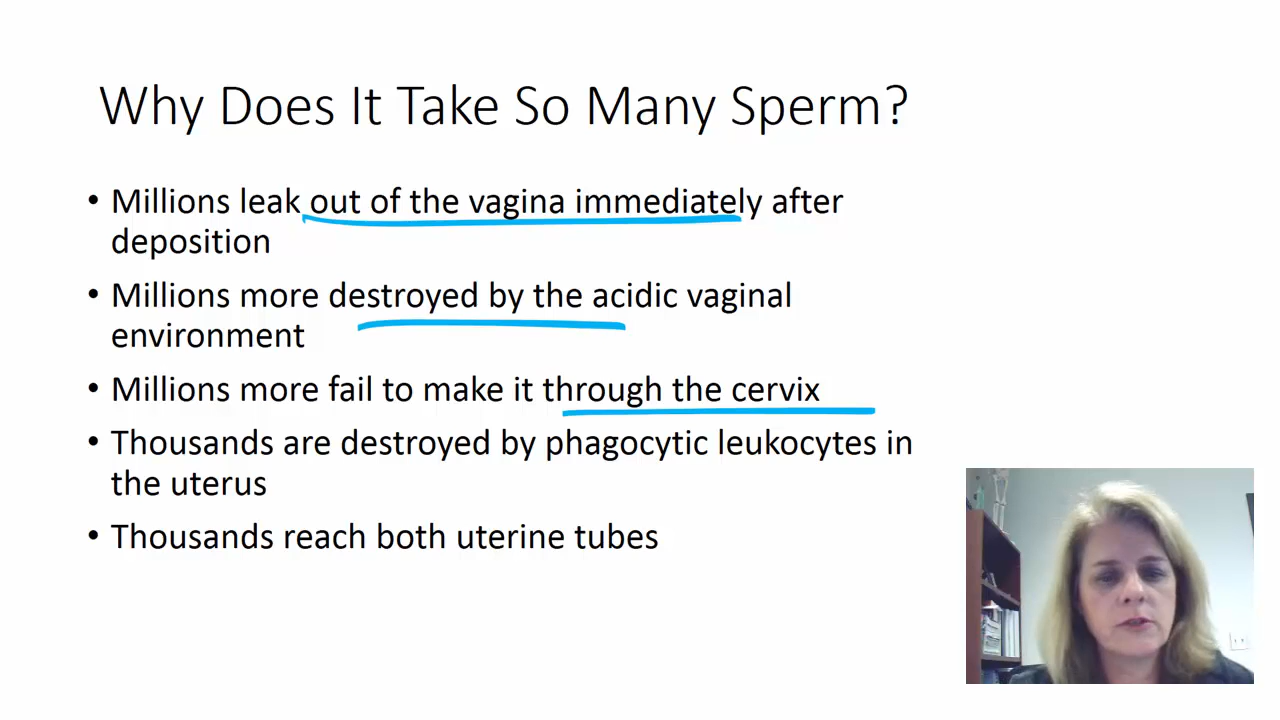 Why Does It Take So Many Sperm?
• Millions leak out of the vagina immediately after
deposition
• Millions more destroyed by the acidic vaginal
environment
• Millions more fail to make it through the cervix
• Thousands are destroyed by phagocytic leukocytes in
the uterus
• Thousands reach both uterine tubes